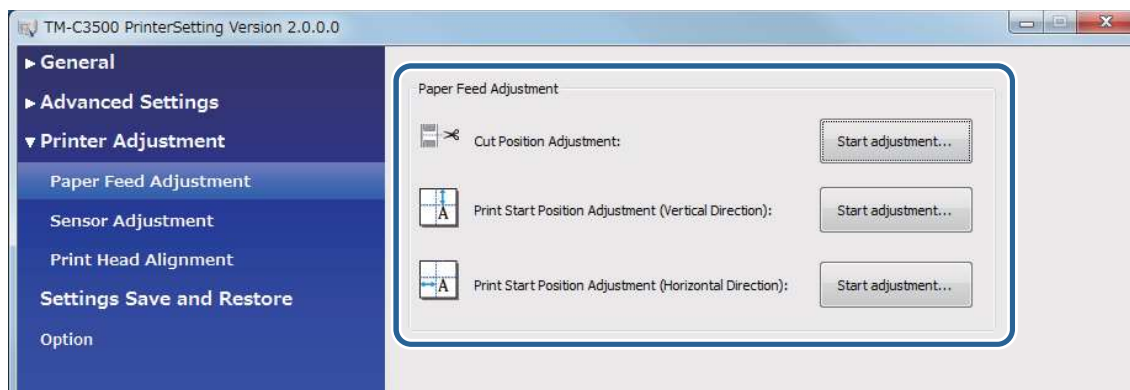 TM-C3500 PrinterSetting Version 2.0.0.0
General
Advanced Settings
Printer Adjustment
Paper Feed Adjustment
Sensor Adjustment
Print Head Alignment
Settings Save and Restore
Option
Paper Feed Adjustment
Cut Position Adjustment: Start adjustment...
A Print Start Position Adjustment (Vertical Direction): Start adjustment...
A Print Start Position Adjustment (Horizontal Direction): Start adjustment...